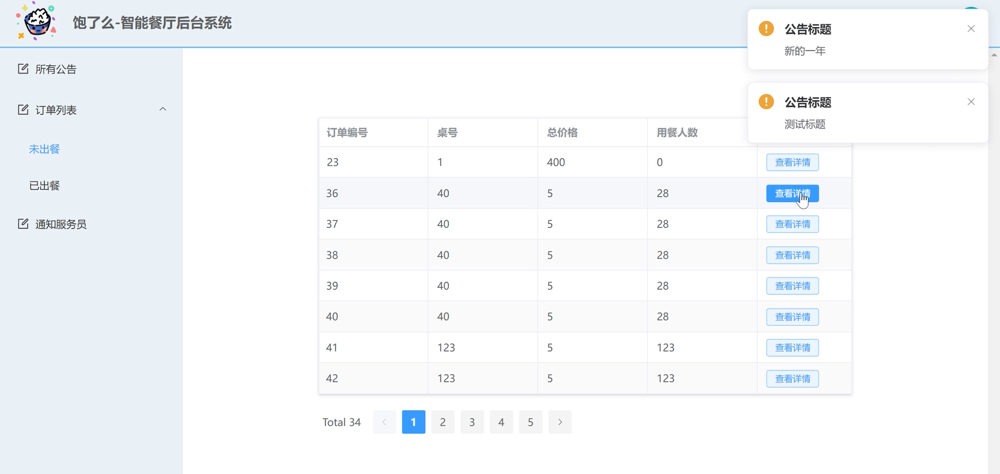 饱了么-智能餐厅后台系统
公告标题
新的一年
公告标题
测试标题
所有公告
订单列表
未出餐
已出餐
通知服务员
订单编号 桌号 总价格 用餐人数
23 1 400 0 查看详情
36 40 5 28 查看详情
37 40 5 28 查看详情
38 40 5 28 查看详情
39 40 5 28 查看详情
40 40 5 28 查看详情
41 123 5 123 查看详情
42 123 5 123 查看详情
Total 34 1 2 3 4 5